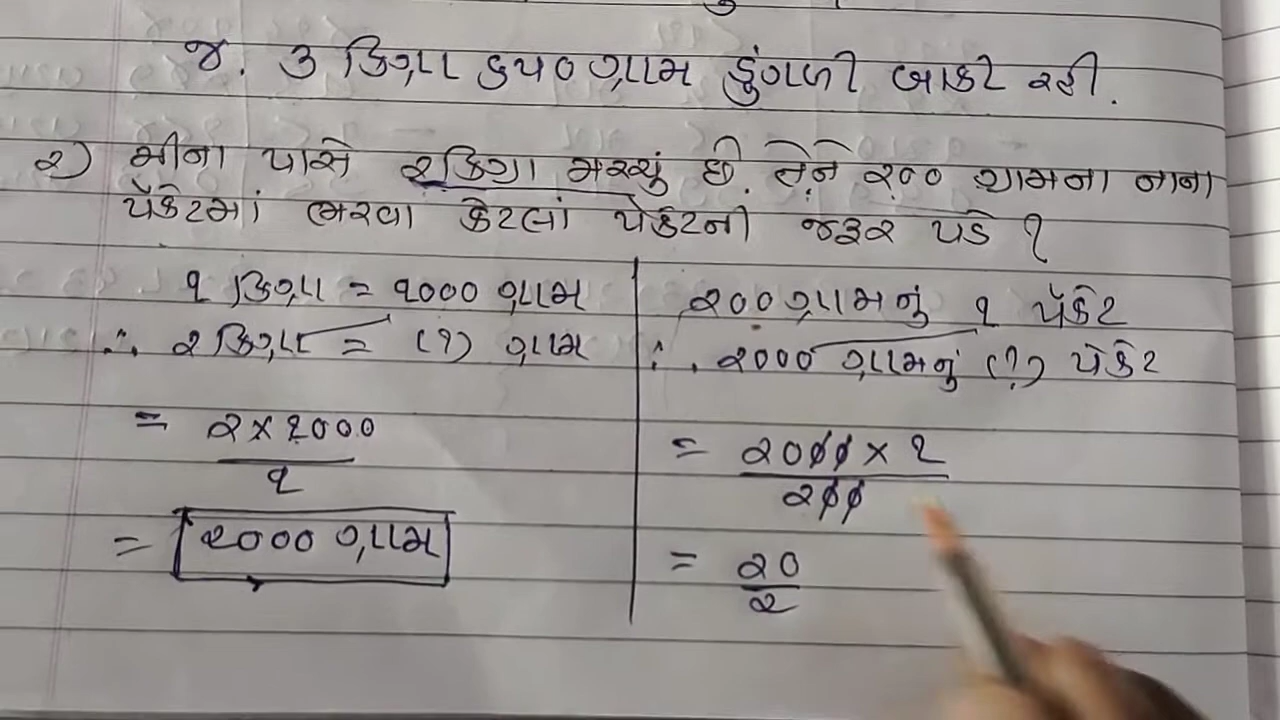 જ. ૩ કિગ્રા ૬૫૦ ગ્રામ ડુંગળી બાકી રહી.
૨) મીના પાસે ૨ કિગ્રા મરચું છે. તેને ૨૦૦ ગ્રામના નાના
પૅકેટમાં ભરવા કેટલાં પેકેટની જરૂર પડે ?
૧ કિગ્રા = ૧૦૦૦ ગ્રામ
∴ ૨ કિગ્રા = (?) ગ્રામ
= ૨ × ૧૦૦૦
૧
= ૨૦૦૦ ગ્રામ
૨૦૦ ગ્રામનું ૧ પૅકેટ
∴ ૨૦૦૦ ગ્રામનું (?) પૅકેટ
= ૨૦૦૦ × ૧
૨૦૦
= ૨૦
૨